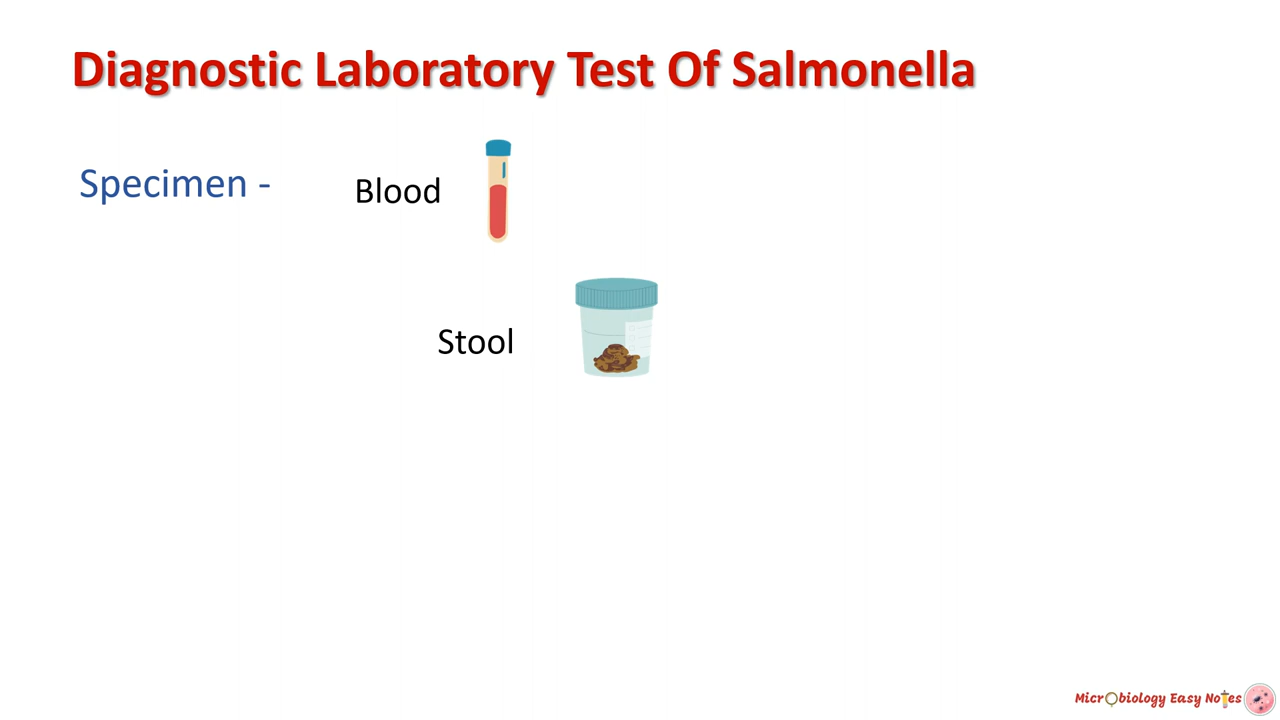 Diagnostic Laboratory Test Of Salmonella
Specimen - Blood
Stool
Microbiology Easy Notes